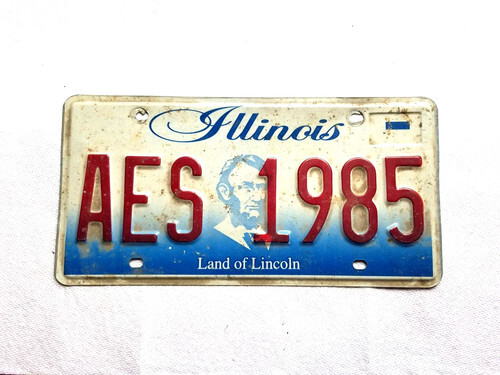 Illinois
AES 1985
Land of Lincoln